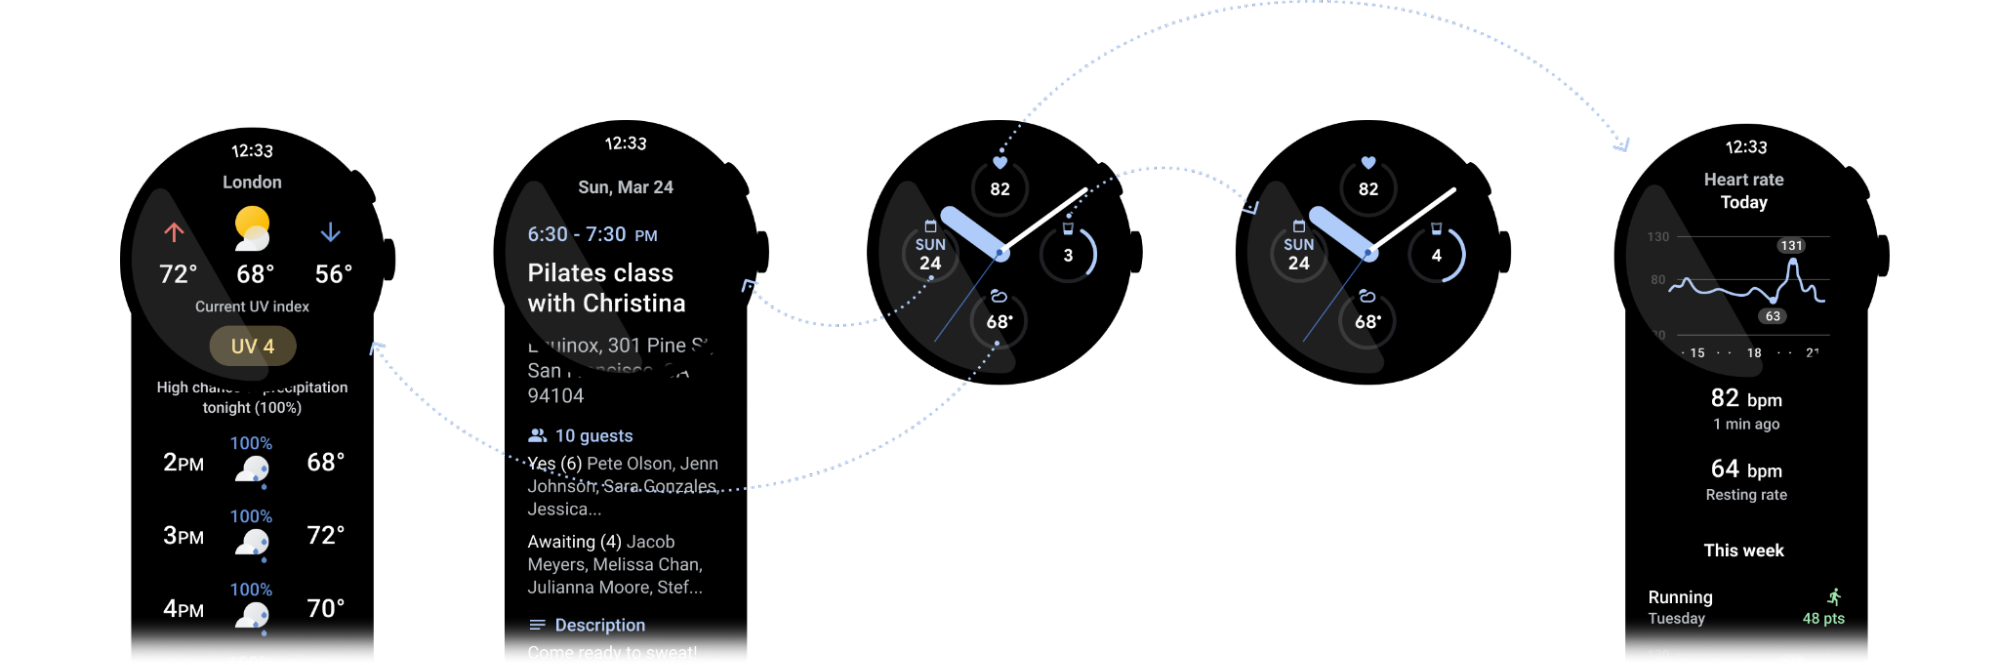 12:33
London
72°
68°
56°
Current UV index
UV 4
High precipitation
tonight (100%)
100%
2PM
68°
100%
3PM
72°
100%
4PM
70°
12:33
Sun, Mar 24
6:30 - 7:30 PM
Pilates class
with Christina
301 Pine
San
94104
10 guests
Yes (6) Pete Olson, Jenn
Johnson, Sara Gonzales,
Jessica...
Awaiting (4) Jacob
Meyers, Melissa Chan,
Julianna Moore, Stef...
Description
Come ready to sweat!
82
SUN
24
3
68°
82
SUN
24
4
68°
12:33
Heart rate
Today
130
131
80
63
15
18
82 bpm
1 min ago
64 bpm
Resting rate
This week
Running
Tuesday
48 pts